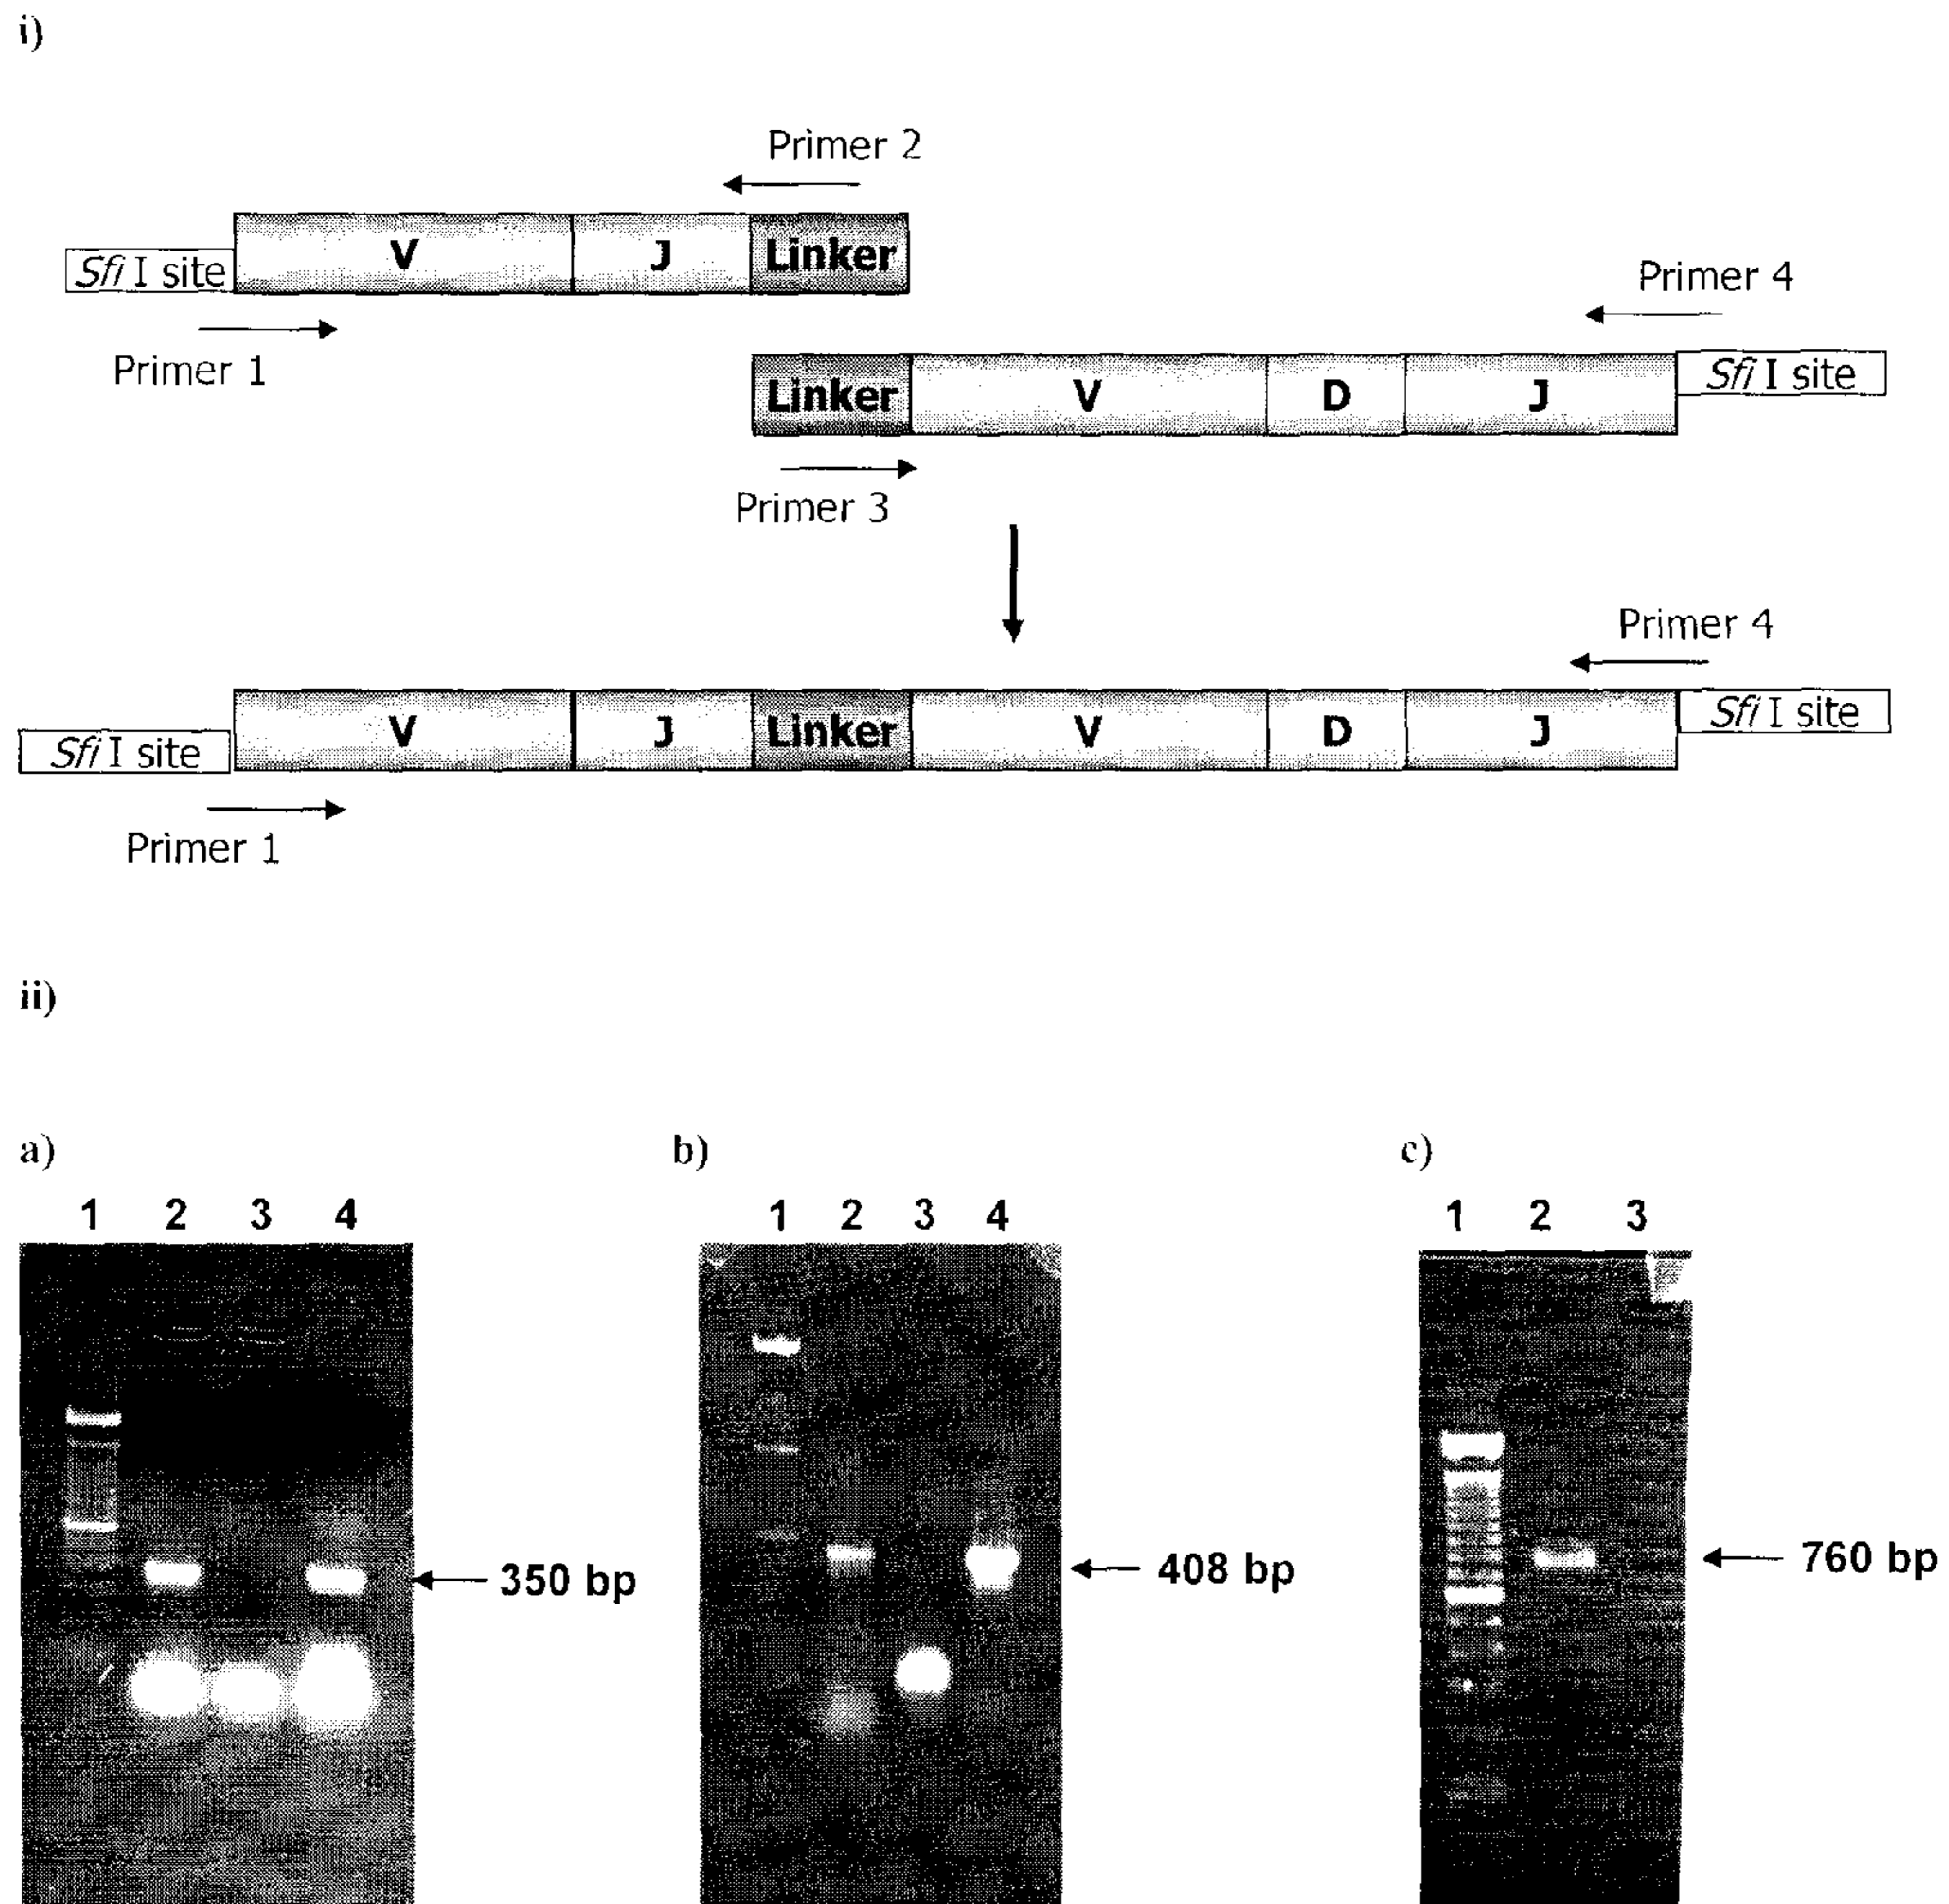 i)
Primer 2
V J Linker
Sfi I site
Primer 4
Primer 1
Sfi I site
Linker V D J
Primer 3
Primer 4
Sfi I site
V J Linker V D J
Sfi I site
Primer 1
ii)
a) b) c)
1 2 3 4 1 2 3 4 1 2 3
350 bp
408 bp
760 bp